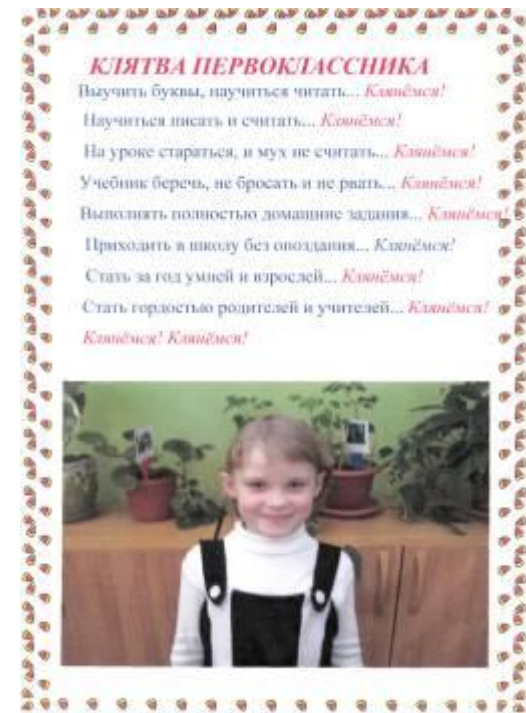 КЛЯТВА ПЕРВОКЛАССНИКА
Выучить буквы, научиться читать... Клянёмся!
Научиться писать и считать... Клянёмся!
На уроке стараться, и мух не считать... Клянёмся!
Учебник беречь, не бросать и не рвать... Клянёмся!
Выполнять полностью домашние задания... Клянёмся!
Приходить в школу без опоздания... Клянёмся!
Стать за год умней и взрослей... Клянёмся!
Стать гордостью родителей и учителей... Клянёмся!
Клянёмся! Клянёмся!